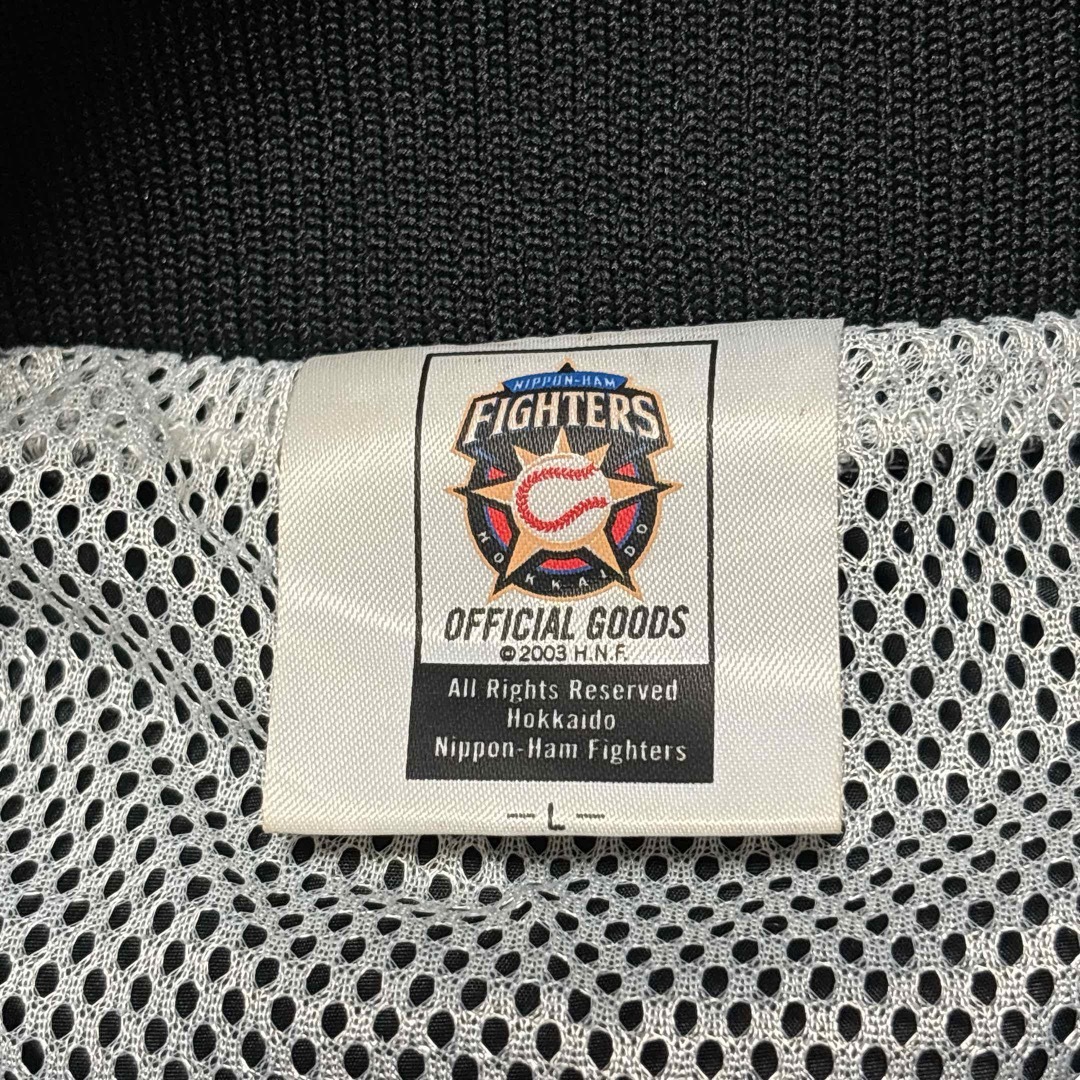 NIPPON-HAM
FIGHTERS
HOKKAIDO
OFFICIAL GOODS
© 2003 H.N.F.
All Rights Reserved
Hokkaido
Nippon-Ham Fighters
— L —